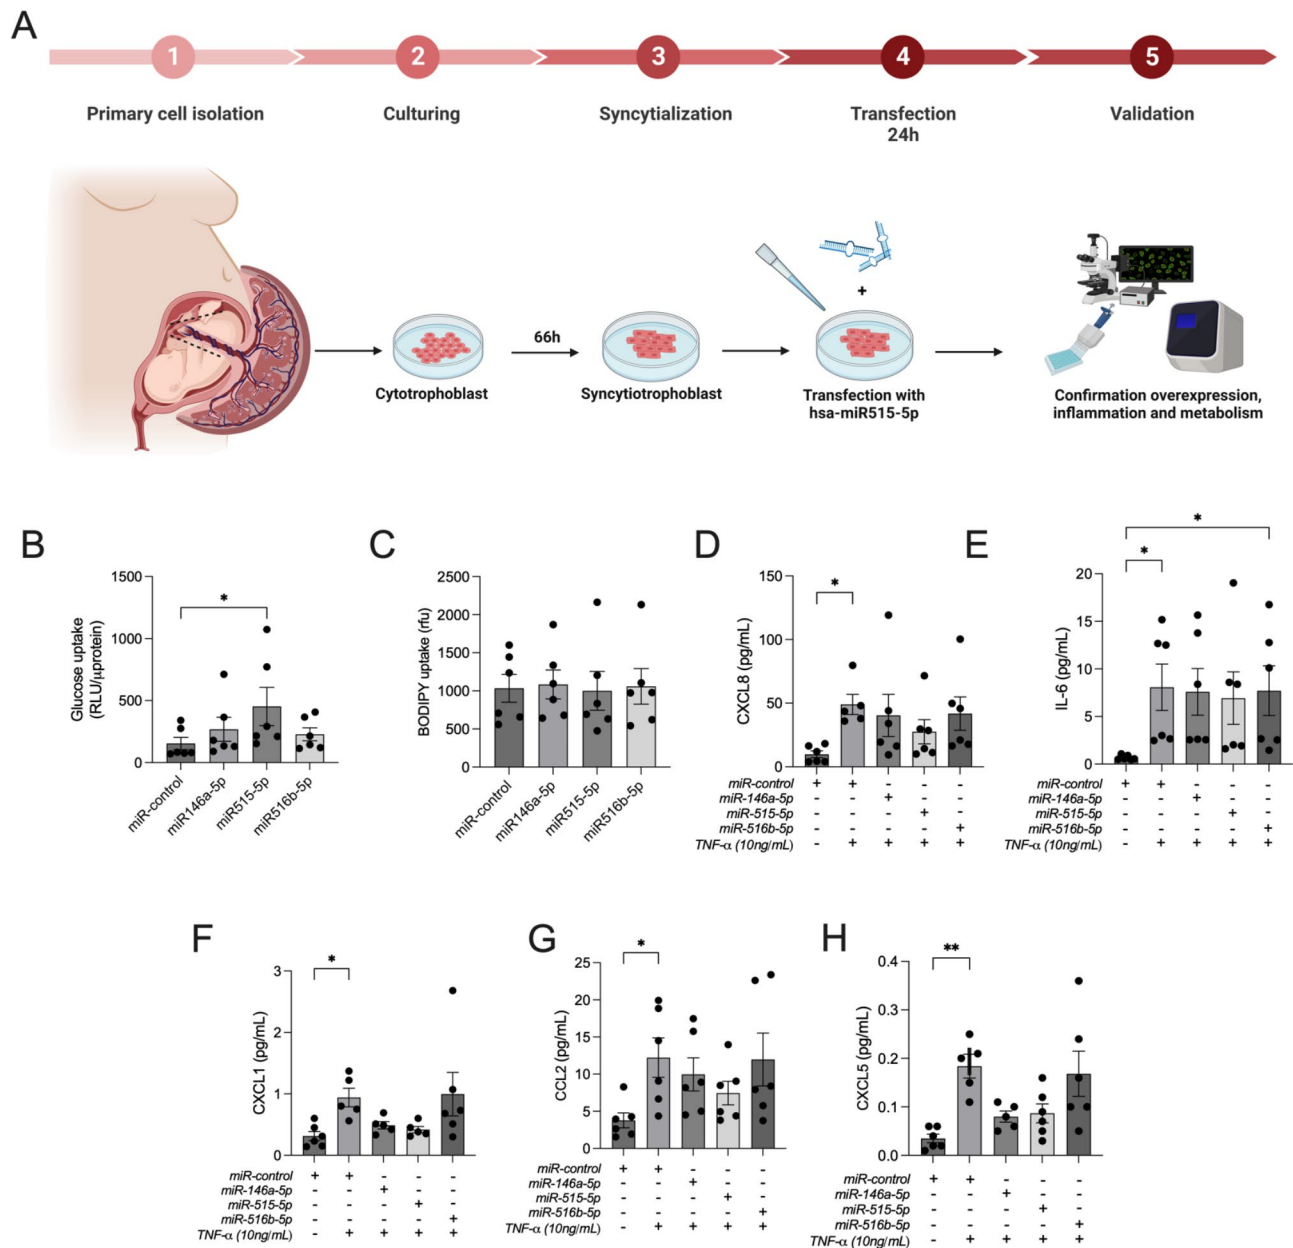 A
1 2 3 4 5
Primary cell isolation Culturing Syncytialization Transfection Validation
24h
66h
+
Cytotrophoblast Syncytiotrophoblast Transfection with Confirmation overexpression,
hsa-miR515-5p inflammation and metabolism
B
Glucose uptake
(RLU/µprotein)
1500
1000
500
0
*
miR-control
miR146a-5p
miR515-5p
miR516b-5p
C
BODIPY uptake (rfu)
2500
2000
1500
1000
500
0
miR-control
miR146a-5p
miR515-5p
miR516b-5p
D
CXCL8 (pg/mL)
150
100
50
0
*
miR-control + + - - -
miR-146a-5p - - + - -
miR-515-5p - - - + -
miR-516b-5p - - - - +
TNF-α (10ng/mL) - + + + +
E
IL-6 (pg/mL)
20
15
10
5
0
*
*
miR-control + + - - -
miR-146a-5p - - + - -
miR-515-5p - - - + -
miR-516b-5p - - - - +
TNF-α (10ng/mL) - + + + +
F
CXCL1 (pg/mL)
3
2
1
0
*
miR-control + + - - -
miR-146a-5p - - + - -
miR-515-5p - - - + -
miR-516b-5p - - - - +
TNF-α (10ng/mL) - + + + +
G
CCL2 (pg/mL)
25
20
15
10
5
0
*
miR-control + + - - -
miR-146a-5p - - + - -
miR-515-5p - - - + -
miR-516b-5p - - - - +
TNF-α (10ng/mL) - + + + +
H
CXCL5 (pg/mL)
0.4
0.3
0.2
0.1
0.0
**
miR-control + + - - -
miR-146a-5p - - + - -
miR-515-5p - - - + -
miR-516b-5p - - - - +
TNF-α (10ng/mL) - + + + +